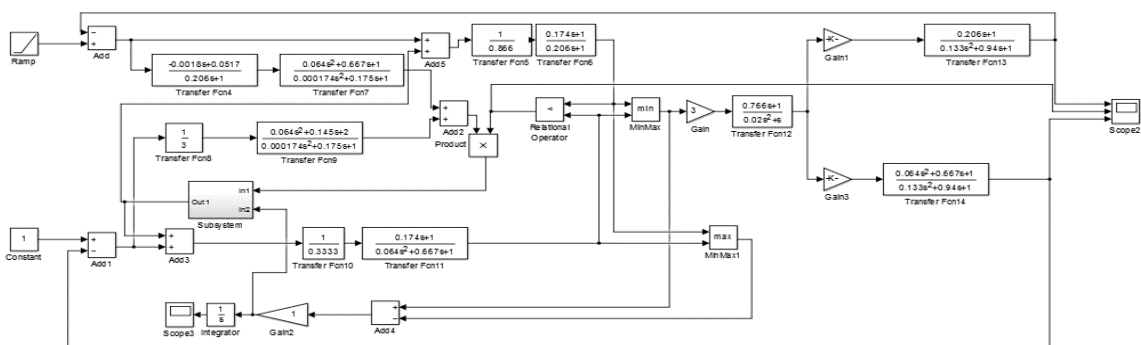 Ramp
Add
-0.0018s+0.0517
0.206s+1
Transfer Fcn4
0.064s²+0.667s+1
0.000174s²+0.175s+1
Transfer Fcn7
Add5
1
0.866
Transfer Fcn5
0.174s+1
0.206s+1
Transfer Fcn6
1
3
Transfer Fcn8
0.064s²+0.145s+2
0.000174s²+0.175s+1
Transfer Fcn9
Add2
Product
×
<
Relational
Operator
min
MinMax
3
Gain
0.766s+1
0.02s²+s
Transfer Fcn12
-K-
Gain1
0.206s+1
0.133s²+0.94s+1
Transfer Fcn13
Scope2
-K-
Gain3
0.064s²+0.667s+1
0.133s²+0.94s+1
Transfer Fcn14
Out1
In1
In2
Subsystem
1
Constant
Add1
Add3
1
0.3333
Transfer Fcn10
0.174s+1
0.064s²+0.667s+1
Transfer Fcn11
max
MinMax1
Scope3
1
s
Integrator
1
Gain2
Add4